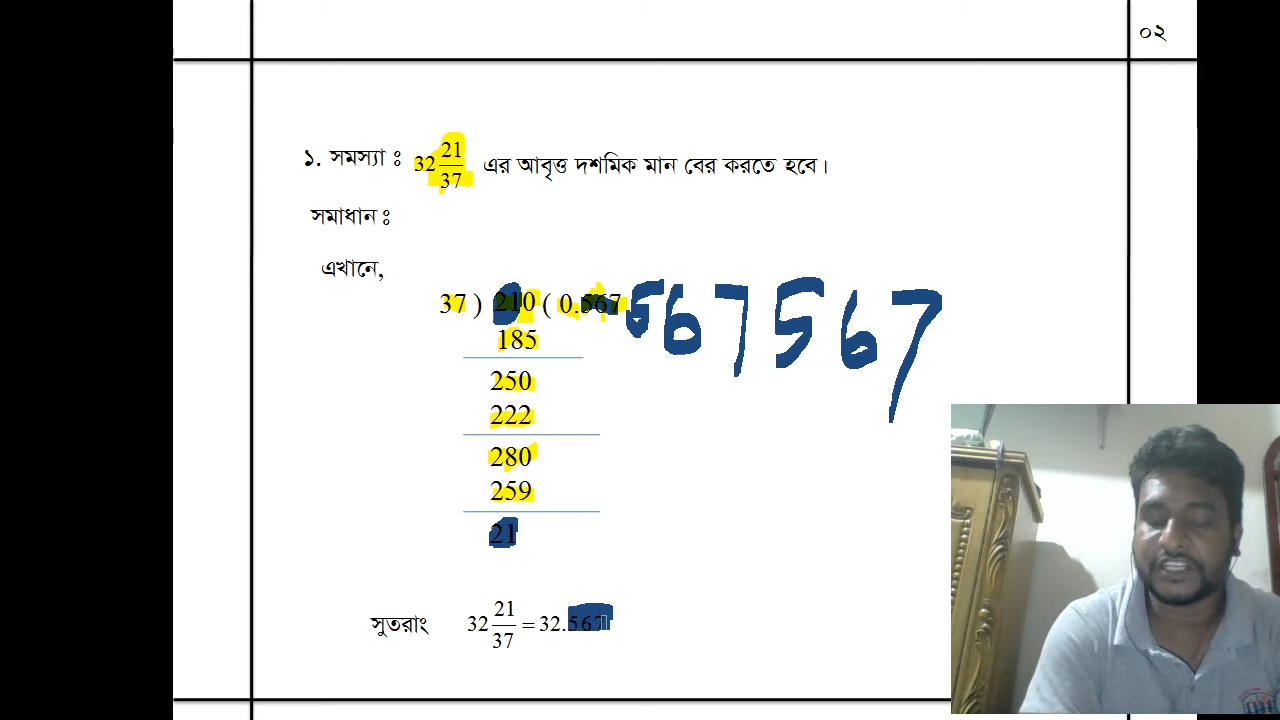 ০২
১. সমস্যা ঃ 32 21/37 এর আবৃত্ত দশমিক মান বের করতে হবে।
সমাধান ঃ
এখানে,
37 ) 210 ( 0.567 567567
185
250
222
280
259
21
সুতরাং 32 21/37 = 32.567